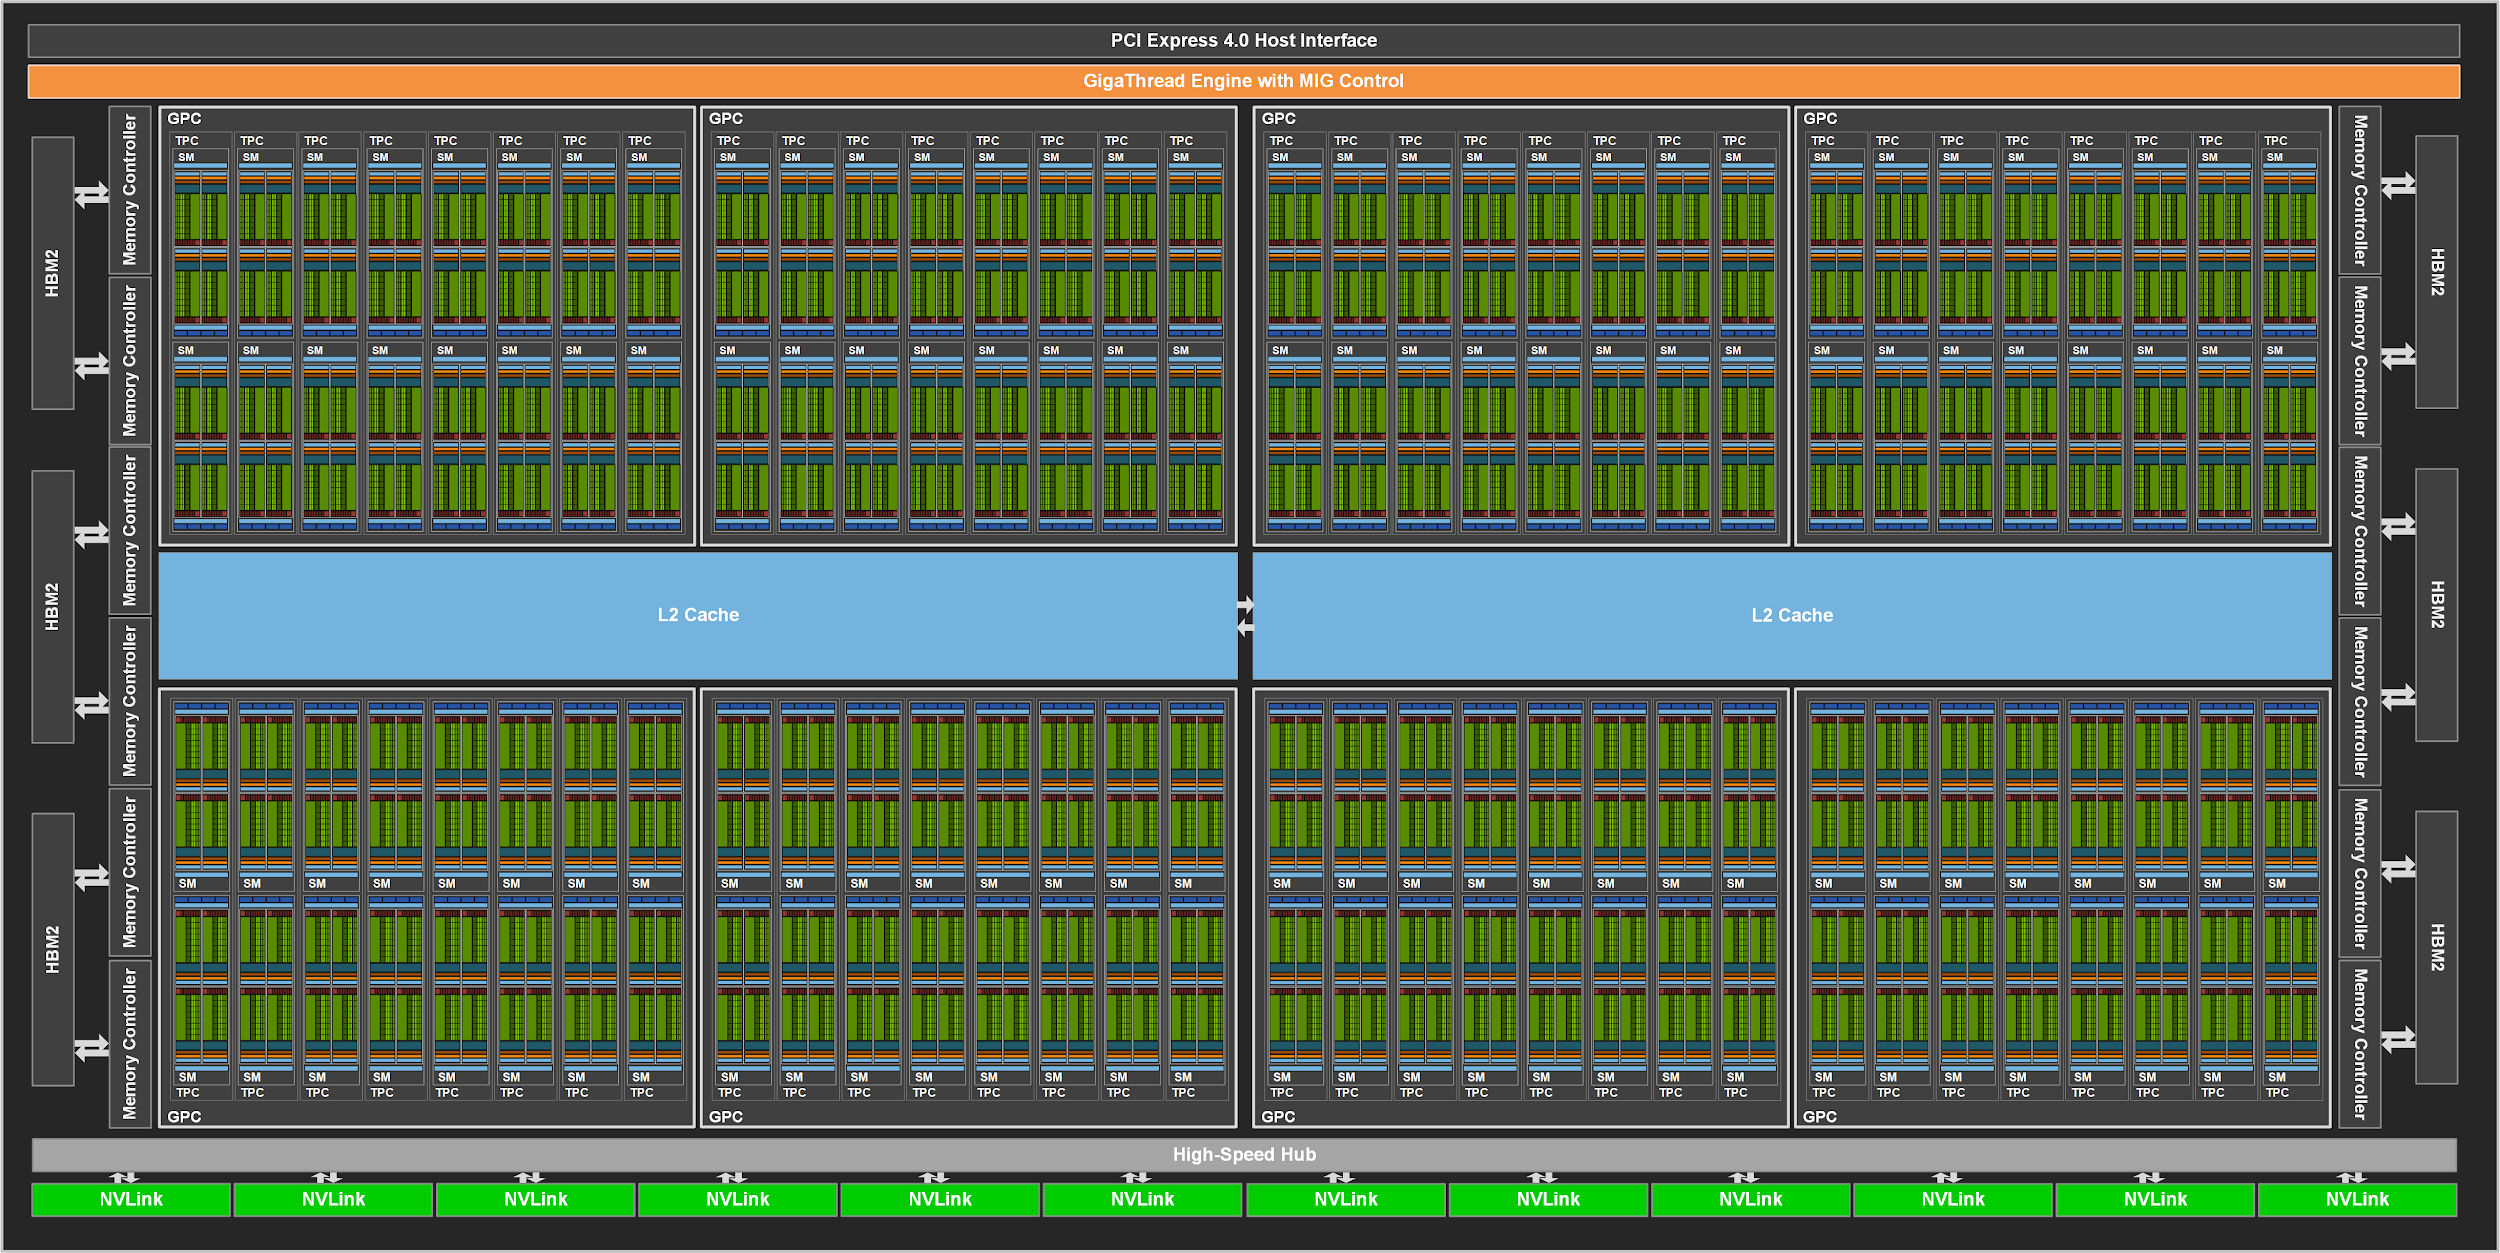 PCI Express 4.0 Host Interface
GigaThread Engine with MIG Control
GPC GPC GPC GPC
TPC TPC TPC TPC TPC TPC TPC TPC TPC TPC TPC TPC TPC TPC TPC TPC TPC TPC TPC TPC TPC TPC TPC TPC TPC TPC TPC TPC TPC TPC TPC TPC
SM SM SM SM SM SM SM SM SM SM SM SM SM SM SM SM SM SM SM SM SM SM SM SM SM SM SM SM SM SM SM SM
SM SM SM SM SM SM SM SM SM SM SM SM SM SM SM SM SM SM SM SM SM SM SM SM SM SM SM SM SM SM SM SM
HBM2
HBM2
HBM2
Memory Controller
Memory Controller
Memory Controller
Memory Controller
Memory Controller
Memory Controller
L2 Cache
L2 Cache
Memory Controller
Memory Controller
Memory Controller
Memory Controller
Memory Controller
Memory Controller
HBM2
HBM2
HBM2
SM SM SM SM SM SM SM SM SM SM SM SM SM SM SM SM SM SM SM SM SM SM SM SM SM SM SM SM SM SM SM SM
SM SM SM SM SM SM SM SM SM SM SM SM SM SM SM SM SM SM SM SM SM SM SM SM SM SM SM SM SM SM SM SM
TPC TPC TPC TPC TPC TPC TPC TPC TPC TPC TPC TPC TPC TPC TPC TPC TPC TPC TPC TPC TPC TPC TPC TPC TPC TPC TPC TPC TPC TPC TPC TPC
GPC GPC GPC GPC
High-Speed Hub
NVLink NVLink NVLink NVLink NVLink NVLink NVLink NVLink NVLink NVLink NVLink NVLink